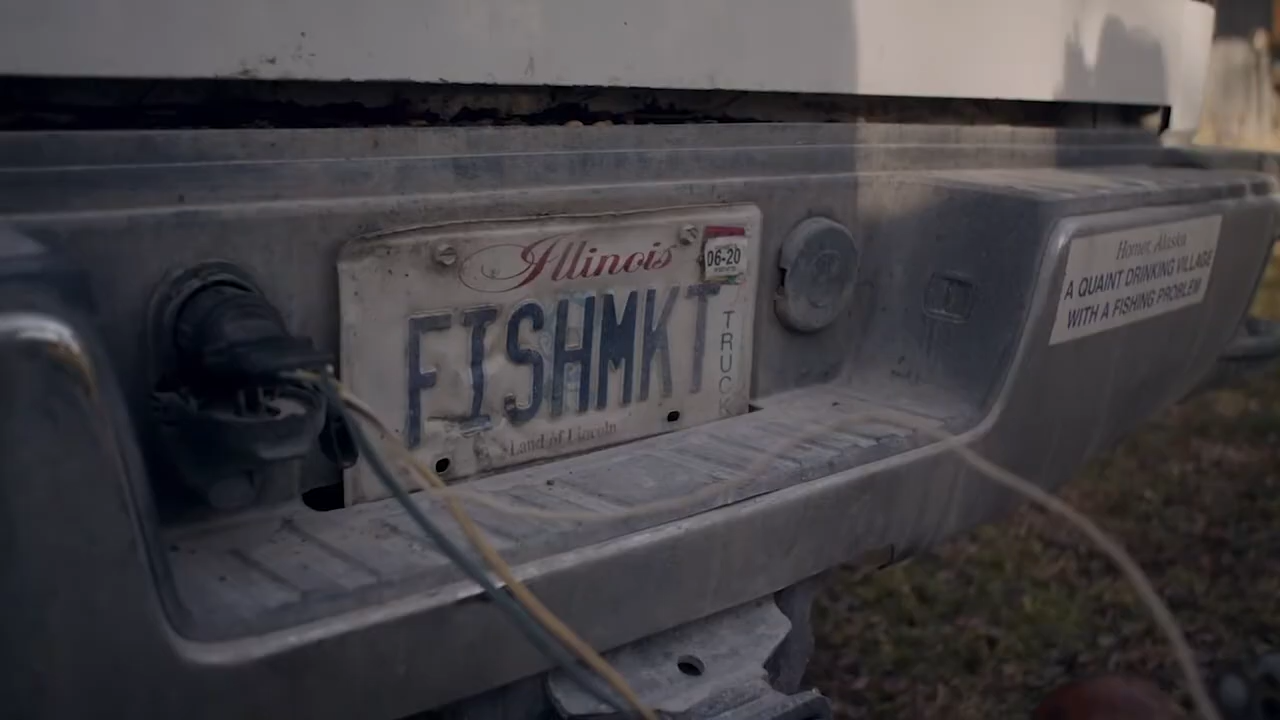 Illinois
06-20
FISHMKT
TRUCK
Land of Lincoln
Homer, Alaska
A QUAINT DRINKING VILLAGE
WITH A FISHING PROBLEM